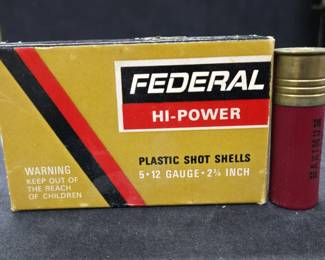 FEDERAL
HI-POWER
PLASTIC SHOT SHELLS
5 • 12 GAUGE • 2¾ INCH
WARNING
KEEP OUT OF
THE REACH
OF CHILDREN
MAXIMUM